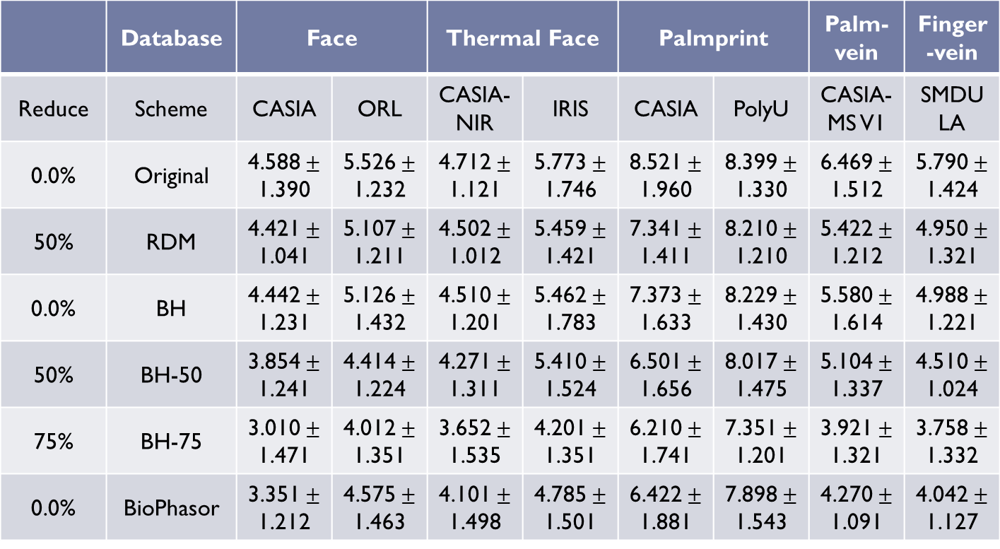 Database Face Thermal Face Palmprint Palm-
vein Finger
-vein
Reduce Scheme CASIA ORL CASIA-
NIR IRIS CASIA PolyU CASIA-
MS V1 SMDU
LA
0.0% Original 4.588 ± 5.526 ± 4.712 ± 5.773 ± 8.521 ± 8.399 ± 6.469 ± 5.790 ±
1.390 1.232 1.121 1.746 1.960 1.330 1.512 1.424
50% RDM 4.421 ± 5.107 ± 4.502 ± 5.459 ± 7.341 ± 8.210 ± 5.422 ± 4.950 ±
1.041 1.211 1.012 1.421 1.411 1.210 1.212 1.321
0.0% BH 4.442 ± 5.126 ± 4.510 ± 5.462 ± 7.373 ± 8.229 ± 5.580 ± 4.988 ±
1.231 1.432 1.201 1.783 1.633 1.430 1.614 1.221
50% BH-50 3.854 ± 4.414 ± 4.271 ± 5.410 ± 6.501 ± 8.017 ± 5.104 ± 4.510 ±
1.241 1.224 1.311 1.524 1.656 1.475 1.337 1.024
75% BH-75 3.010 ± 4.012 ± 3.652 ± 4.201 ± 6.210 ± 7.351 ± 3.921 ± 3.758 ±
1.471 1.351 1.535 1.351 1.741 1.201 1.321 1.332
0.0% BioPhasor 3.351 ± 4.575 ± 4.101 ± 4.785 ± 6.422 ± 7.898 ± 4.270 ± 4.042 ±
1.212 1.463 1.498 1.501 1.881 1.543 1.091 1.127